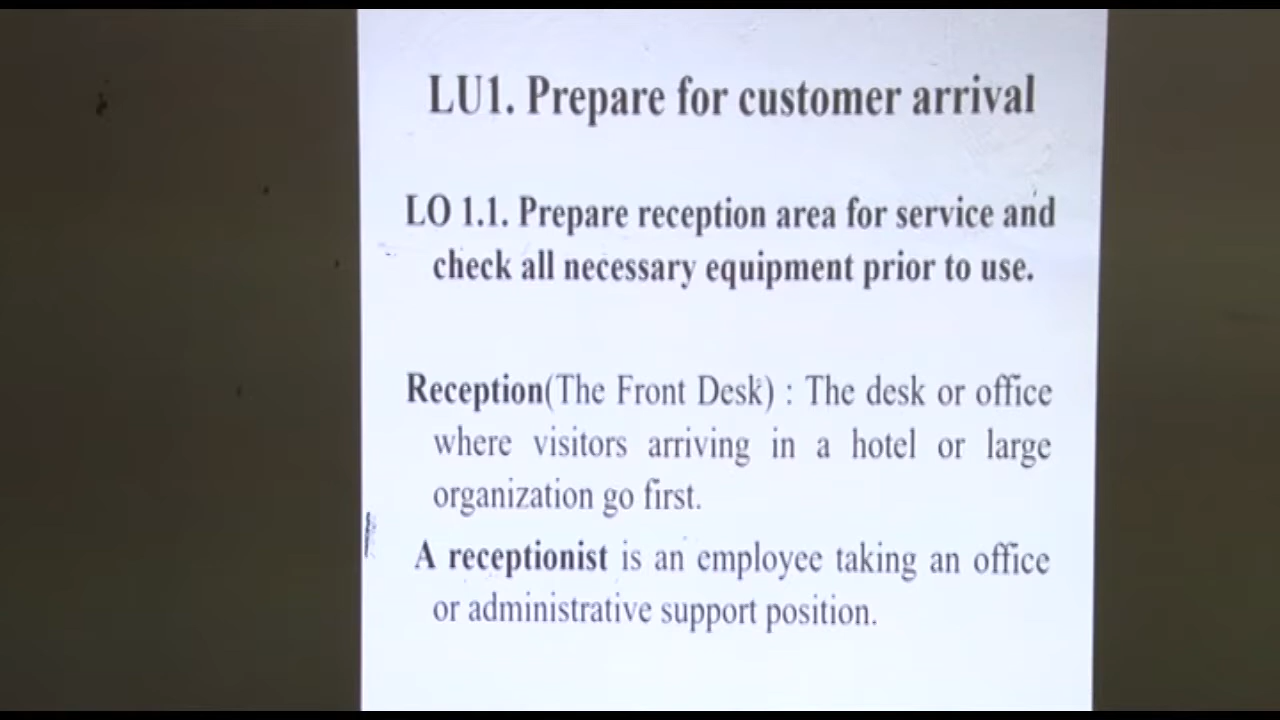 LU1. Prepare for customer arrival
LO 1.1. Prepare reception area for service and
check all necessary equipment prior to use.
Reception(The Front Desk) : The desk or office
where visitors arriving in a hotel or large
organization go first.
A receptionist is an employee taking an office
or administrative support position.